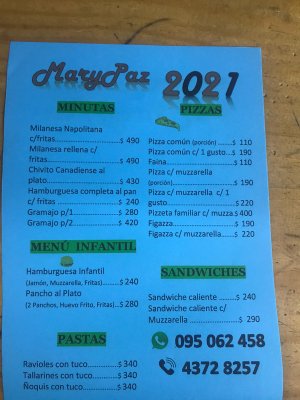 MaryPaz 2021
MINUTAS
Milanesa Napolitana
c/fritas.....................$ 490
Milanesa rellena c/
fritas.......................$ 490
Chivito Canadiense al
plato.......................$ 430
Hamburguesa completa al pan
c/ fritas ..................$ 240
Gramajo p/1 ............$ 280
Gramajo p/2.............$ 420
MENÚ INFANTIL
Hamburguesa Infantil
(Jamón, Muzzarella, Fritas).......$ 240
Pancho al Plato
(2 Panchos, Huevo Frito, Fritas)...$ 280
PASTAS
Ravioles con tuco..........$ 340
Tallarines con tuco........$ 340
Ñoquis con tuco............$ 340
PIZZAS
Pizza común (porción) .......$ 110
Pizza común c/ 1 gusto...$ 190
Faina...........................$ 110
Pizza c/ muzzarella
(porción).........................$ 190
Pizza c/ muzzarella c/ 1
gusto...........................$ 220
Pizzeta familiar c/ muzza.$ 400
Figazza.........................$ 190
Figazza c/ muzzarella......$ 220
SANDWICHES
Sandwiche caliente .........$ 240
Sandwiche caliente c/
Muzzarella ................$ 290
095 062 458
4372 8257